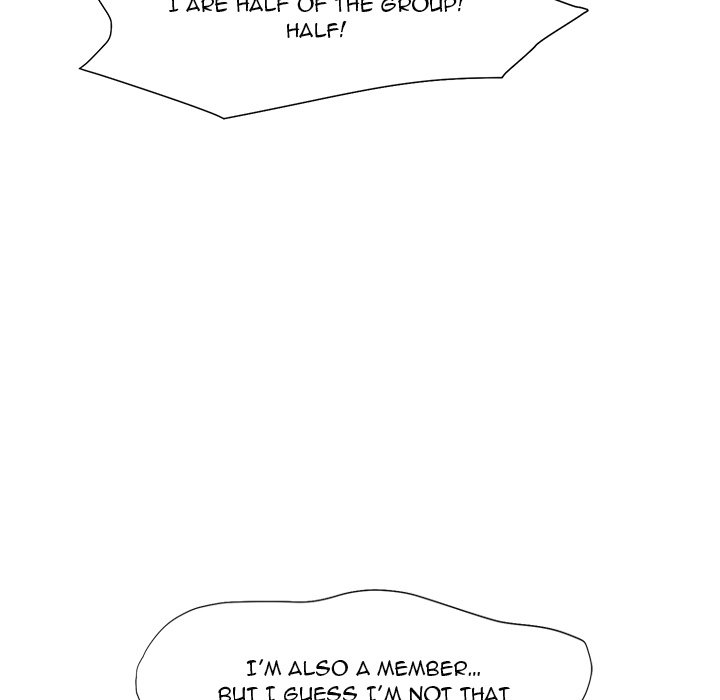 I ARE HALF OF THE GROUP!
HALF!
I'M ALSO A MEMBER...
BUT I GUESS I'M NOT THAT